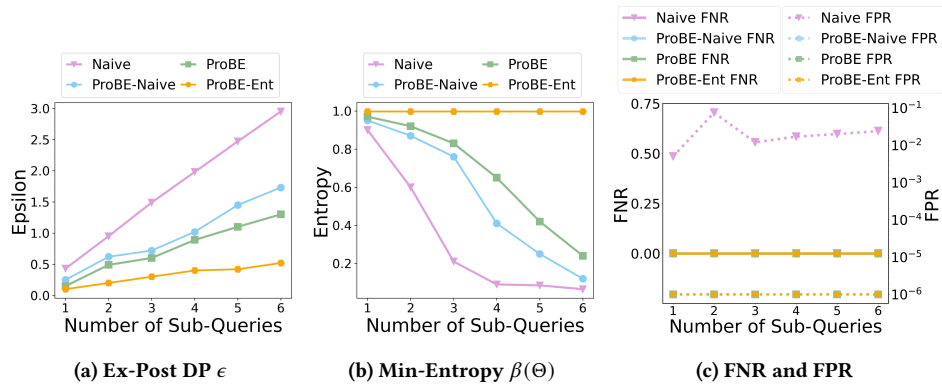 Naive
ProBE
ProBE-Naive
ProBE-Ent
3.0
2.5
2.0
1.5
1.0
0.5
0.0
Epsilon
1 2 3 4 5 6
Number of Sub-Queries
(a) Ex-Post DP ϵ
Naive
ProBE
ProBE-Naive
ProBE-Ent
1.0
0.8
0.6
0.4
0.2
Entropy
1 2 3 4 5 6
Number of Sub-Queries
(b) Min-Entropy β(Θ)
Naive FNR
ProBE-Naive FNR
ProBE FNR
ProBE-Ent FNR
Naive FPR
ProBE-Naive FPR
ProBE FPR
ProBE-Ent FPR
0.75
0.50
0.25
0.00
FNR
10⁻¹
10⁻²
10⁻³
10⁻⁴
10⁻⁵
10⁻⁶
FPR
1 2 3 4 5 6
Number of Sub-Queries
(c) FNR and FPR